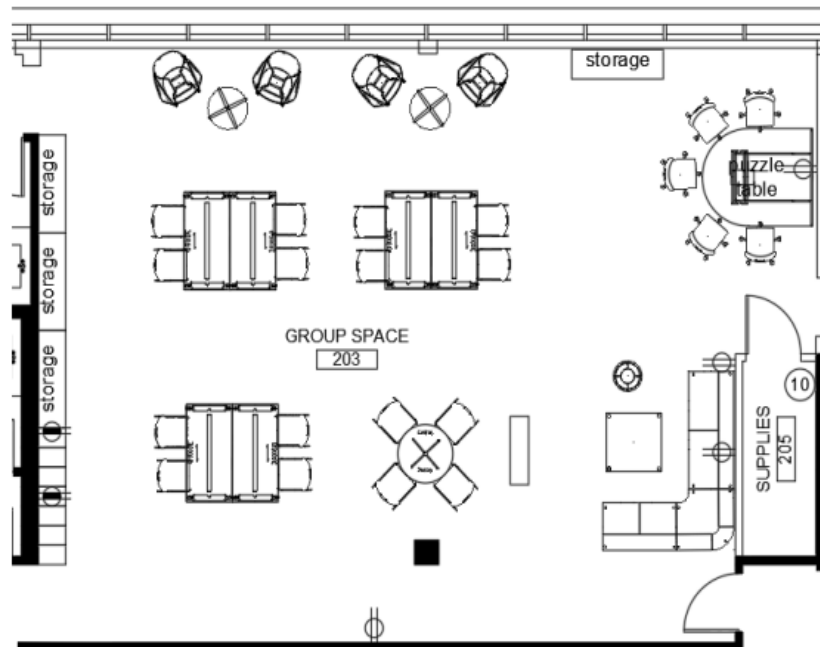 storage
puzzle
table
storage
storage
storage
GROUP SPACE
203
10
SUPPLIES
205